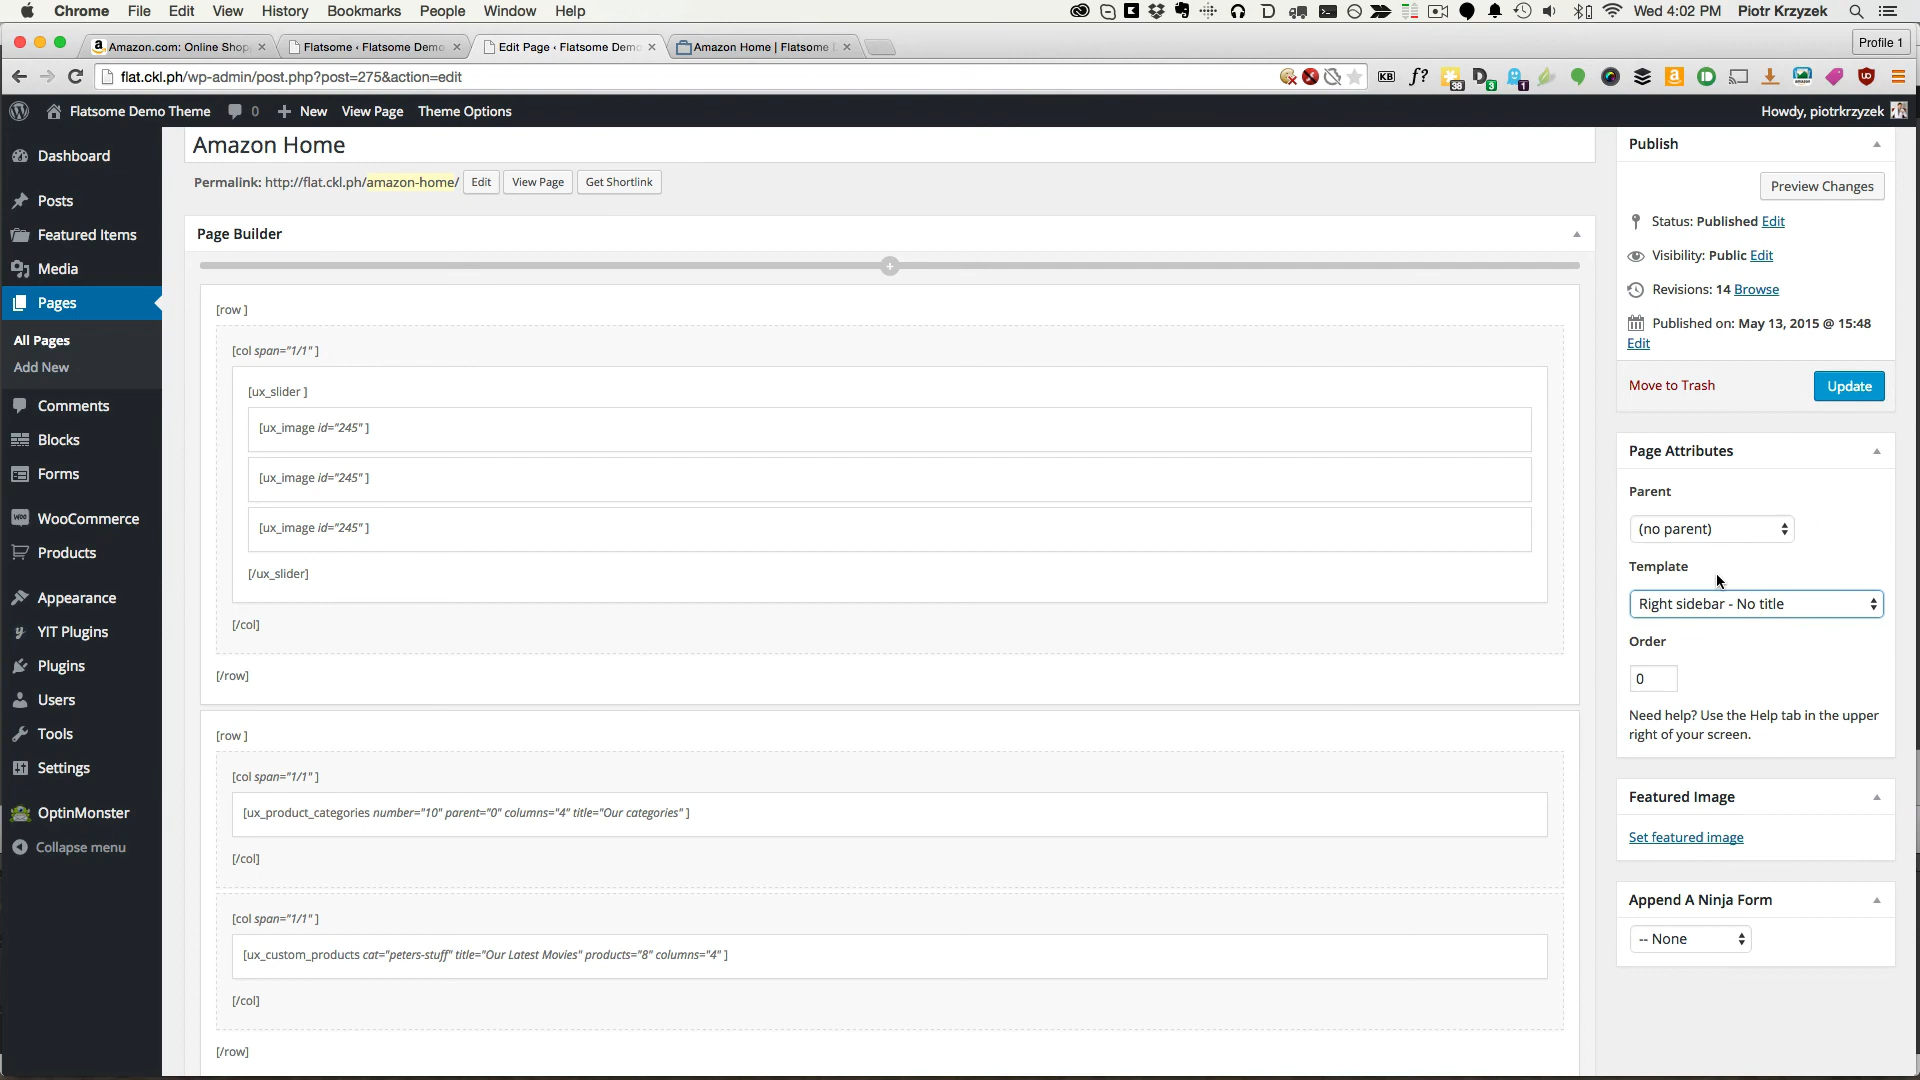 Chrome File Edit View History Bookmarks People Window Help Wed 4:02 PM Piotr Krzyzek
Amazon.com: Online Shop
Flatsome ‹ Flatsome Demo
Edit Page ‹ Flatsome Demo
Amazon Home | Flatsome
Profile 1
flat.ckl.ph/wp-admin/post.php?post=275&action=edit
KB f? 38 D 3 1
Flatsome Demo Theme 0 New View Page Theme Options Howdy, piotrkrzyzek
Dashboard
Posts
Featured Items
Media
Pages
All Pages
Add New
Comments
Blocks
Forms
WooCommerce
Products
Appearance
YIT Plugins
Plugins
Users
Tools
Settings
OptinMonster
Collapse menu
Amazon Home
Permalink: http://flat.ckl.ph/amazon-home/ Edit View Page Get Shortlink
Page Builder
[row ]
[col span="1/1" ]
[ux_slider ]
[ux_image id="245" ]
[ux_image id="245" ]
[ux_image id="245" ]
[/ux_slider]
[/col]
[/row]
[row ]
[col span="1/1" ]
[ux_product_categories number="10" parent="0" columns="4" title="Our categories" ]
[/col]
[col span="1/1" ]
[ux_custom_products cat="peters-stuff" title="Our Latest Movies" products="8" columns="4" ]
[/col]
[/row]
Publish
Preview Changes
Status: Published Edit
Visibility: Public Edit
Revisions: 14 Browse
Published on: May 13, 2015 @ 15:48
Edit
Move to Trash Update
Page Attributes
Parent
(no parent)
Template
Right sidebar - No title
Order
0
Need help? Use the Help tab in the upper
right of your screen.
Featured Image
Set featured image
Append A Ninja Form
-- None